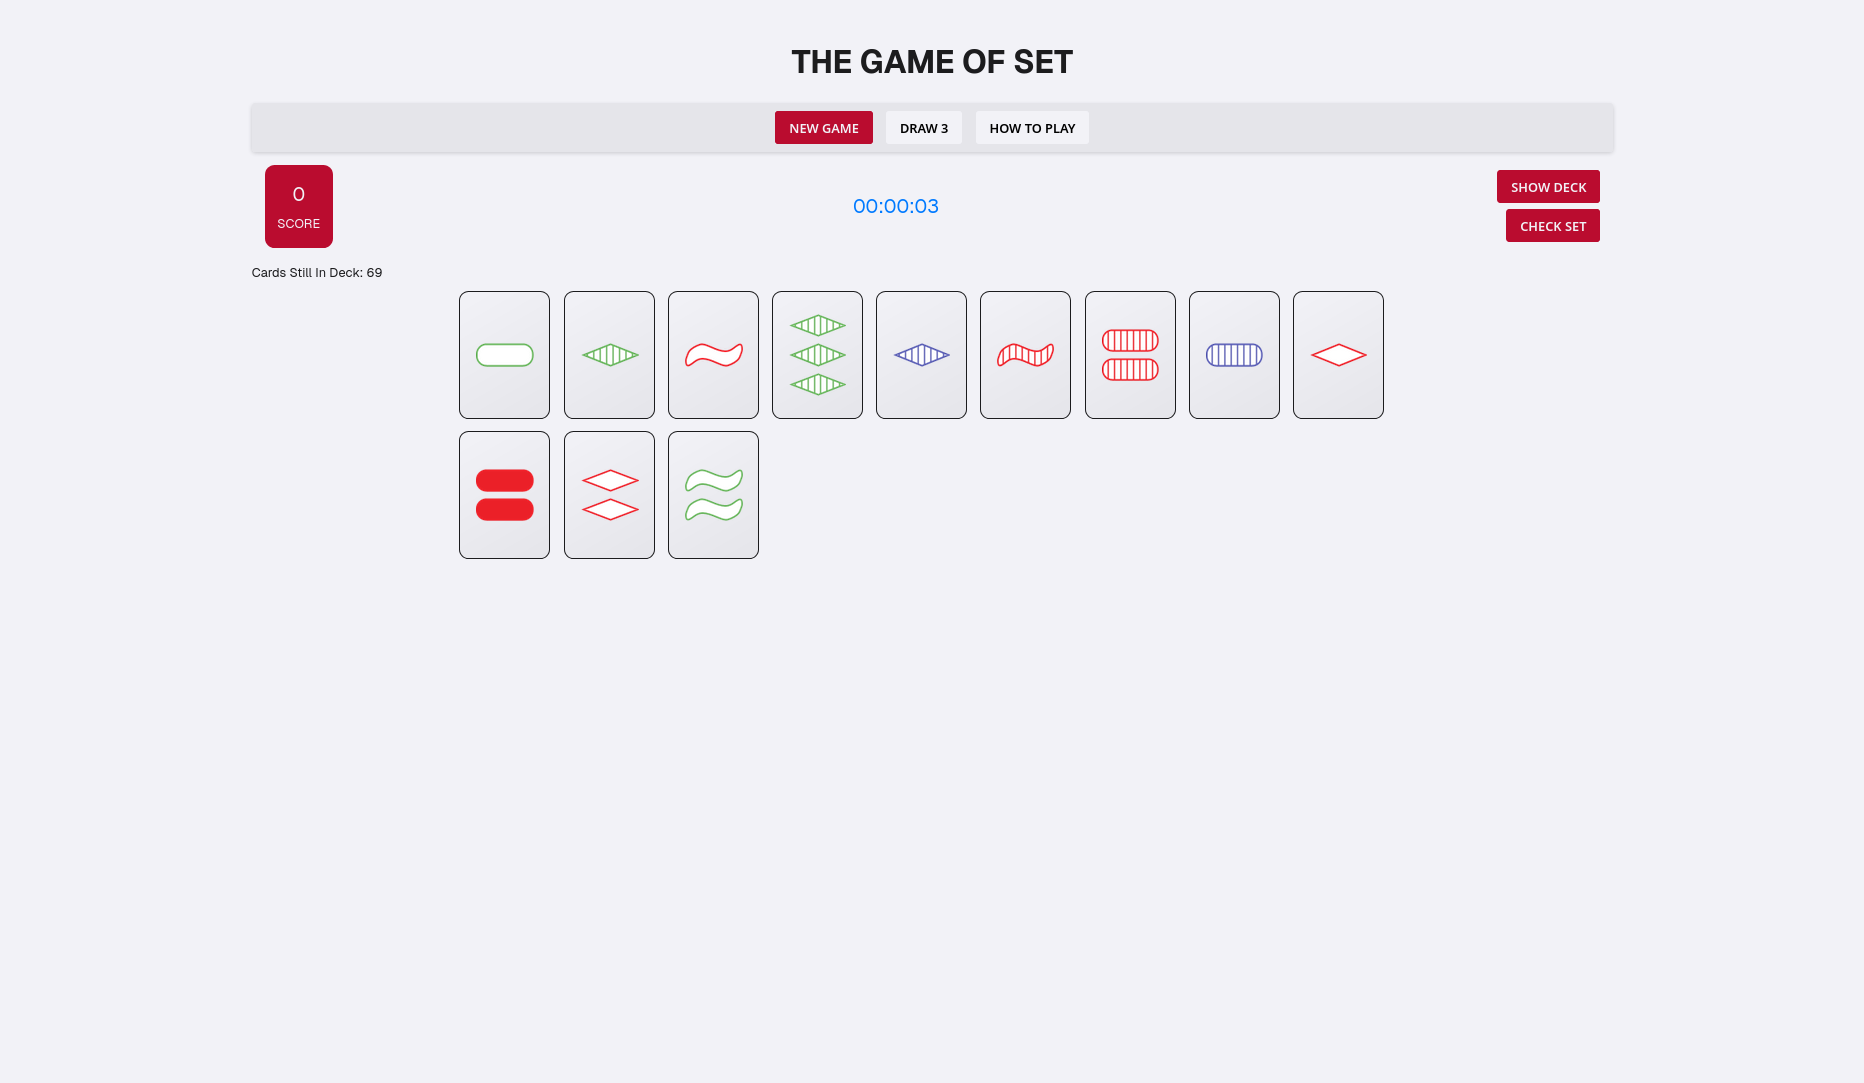 THE GAME OF SET
NEW GAME
DRAW 3
HOW TO PLAY
0
SCORE
00:00:03
SHOW DECK
CHECK SET
Cards Still In Deck: 69